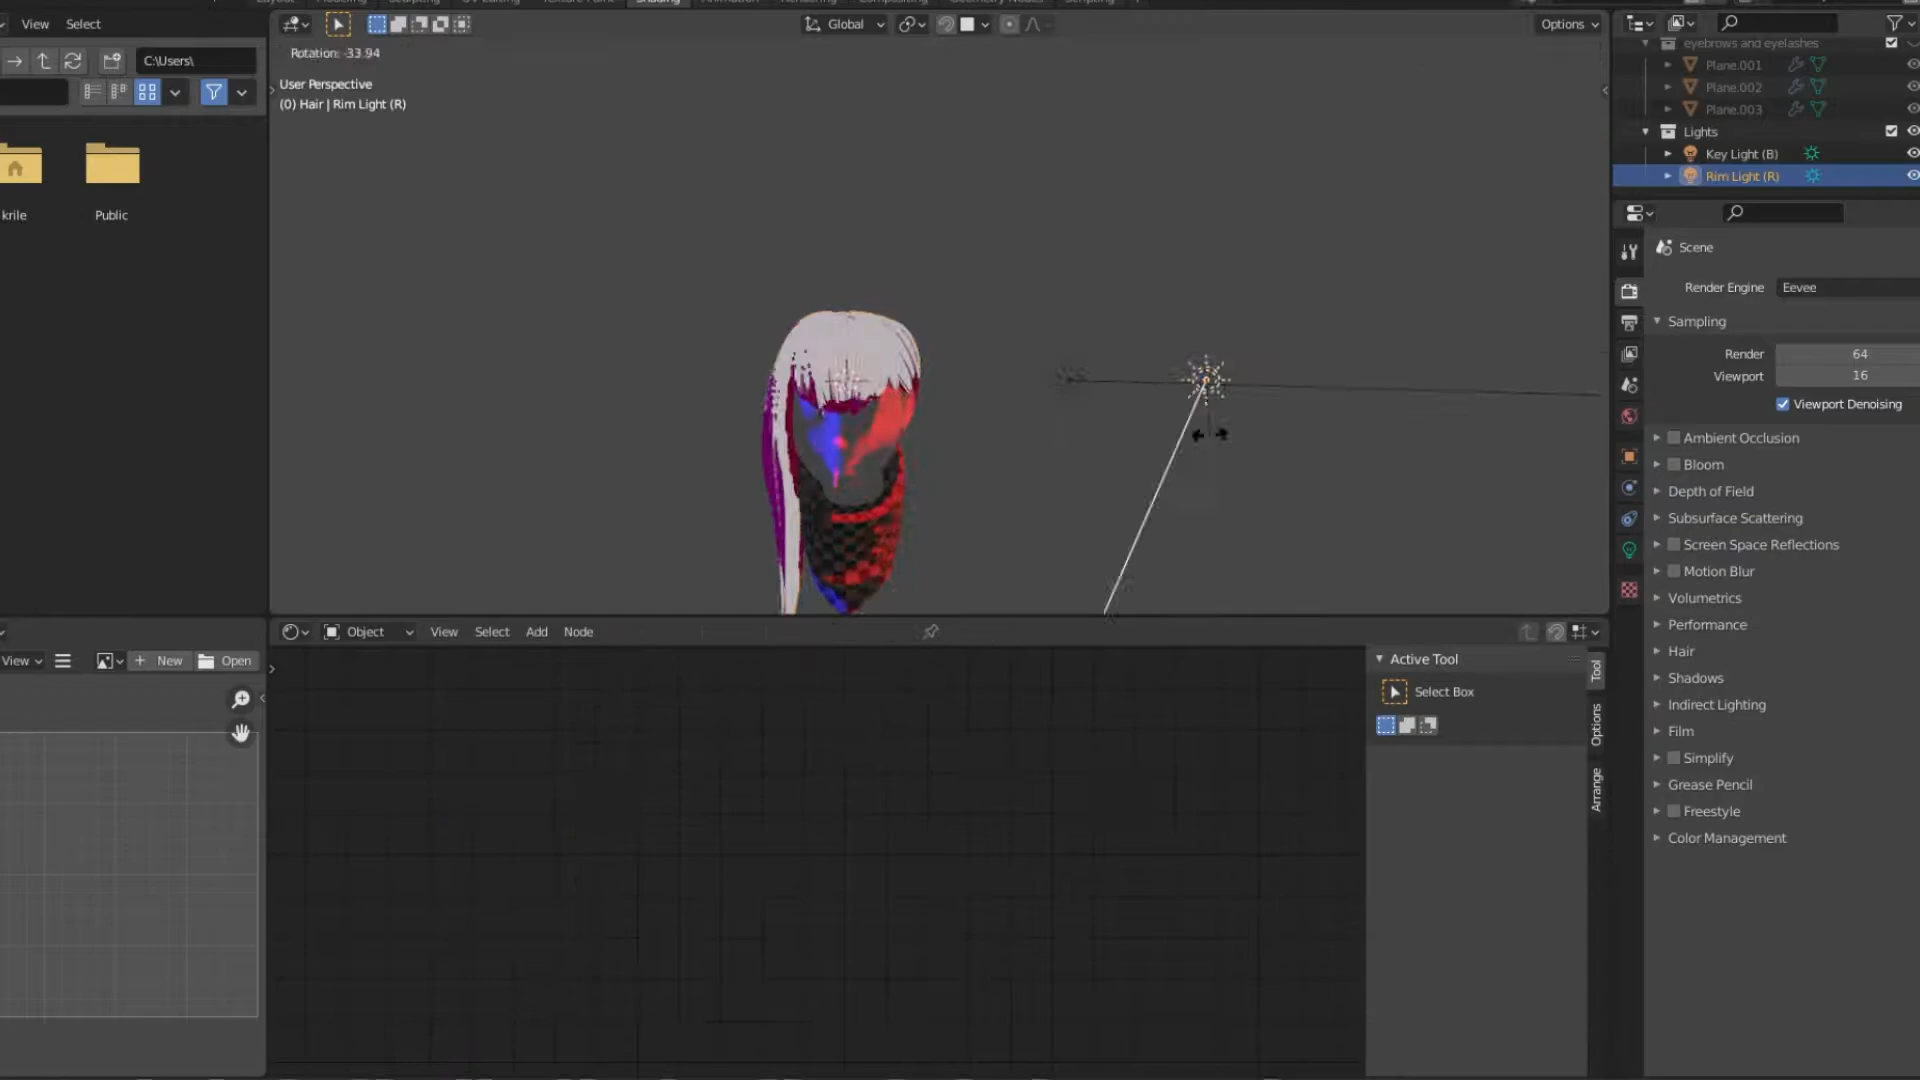 Shading
View Select
Global
Options
C:\Users\
Rotation: -33.94
User Perspective
(0) Hair | Rim Light (R)
krile
Public
eyebrows and eyelashes
Plane.001
Plane.002
Plane.003
Lights
Key Light (B)
Rim Light (R)
Scene
Render Engine Eevee
Sampling
Render 64
Viewport 16
Viewport Denoising
Ambient Occlusion
Bloom
Depth of Field
Subsurface Scattering
Screen Space Reflections
Motion Blur
Volumetrics
Performance
Hair
Shadows
Indirect Lighting
Film
Simplify
Grease Pencil
Freestyle
Color Management
Object View Select Add Node
View New Open
Active Tool
Select Box
Tool
Options
Arrange